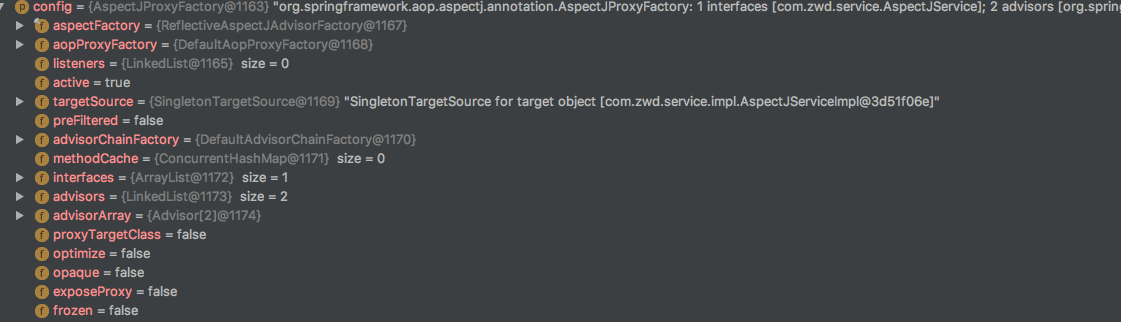 p config = {AspectJProxyFactory@1163} "org.springframework.aop.aspectj.annotation.AspectJProxyFactory: 1 interfaces [com.zwd.service.AspectJService]; 2 advisors [org.spring
f aspectFactory = {ReflectiveAspectJAdvisorFactory@1167}
f aopProxyFactory = {DefaultAopProxyFactory@1168}
f listeners = {LinkedList@1165} size = 0
f active = true
f targetSource = {SingletonTargetSource@1169} "SingletonTargetSource for target object [com.zwd.service.impl.AspectJServiceImpl@3d51f06e]"
f preFiltered = false
f advisorChainFactory = {DefaultAdvisorChainFactory@1170}
f methodCache = {ConcurrentHashMap@1171} size = 0
f interfaces = {ArrayList@1172} size = 1
f advisors = {LinkedList@1173} size = 2
f advisorArray = {Advisor[2]@1174}
f proxyTargetClass = false
f optimize = false
f opaque = false
f exposeProxy = false
f frozen = false